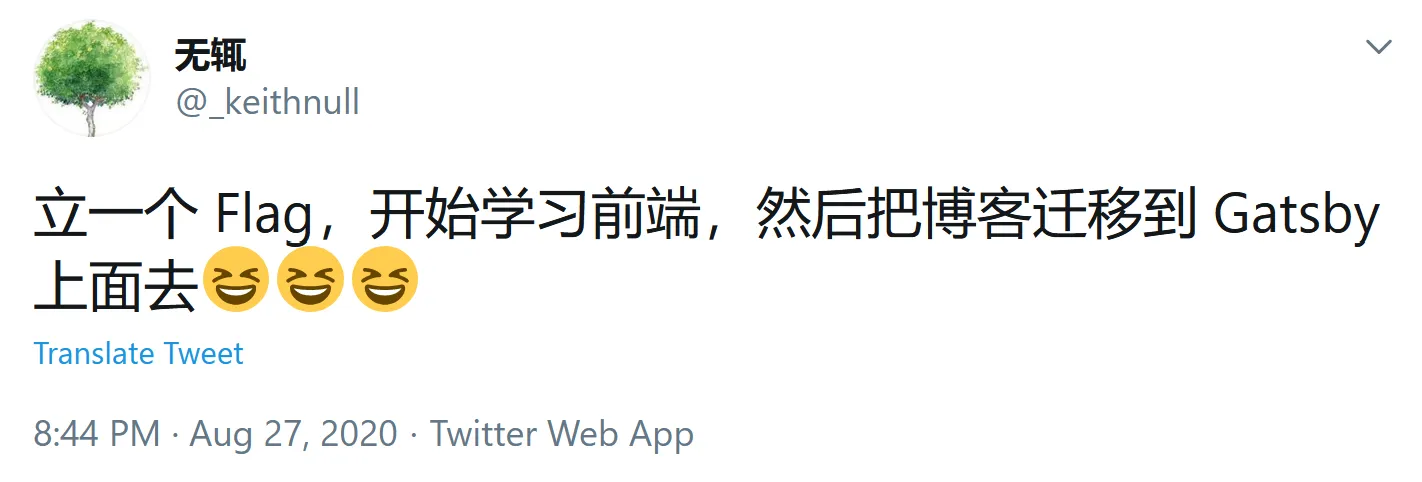 无辄
@_keithnull
立一个 Flag，开始学习前端，然后把博客迁移到 Gatsby
上面去😆😆😆
Translate Tweet
8:44 PM · Aug 27, 2020 · Twitter Web App